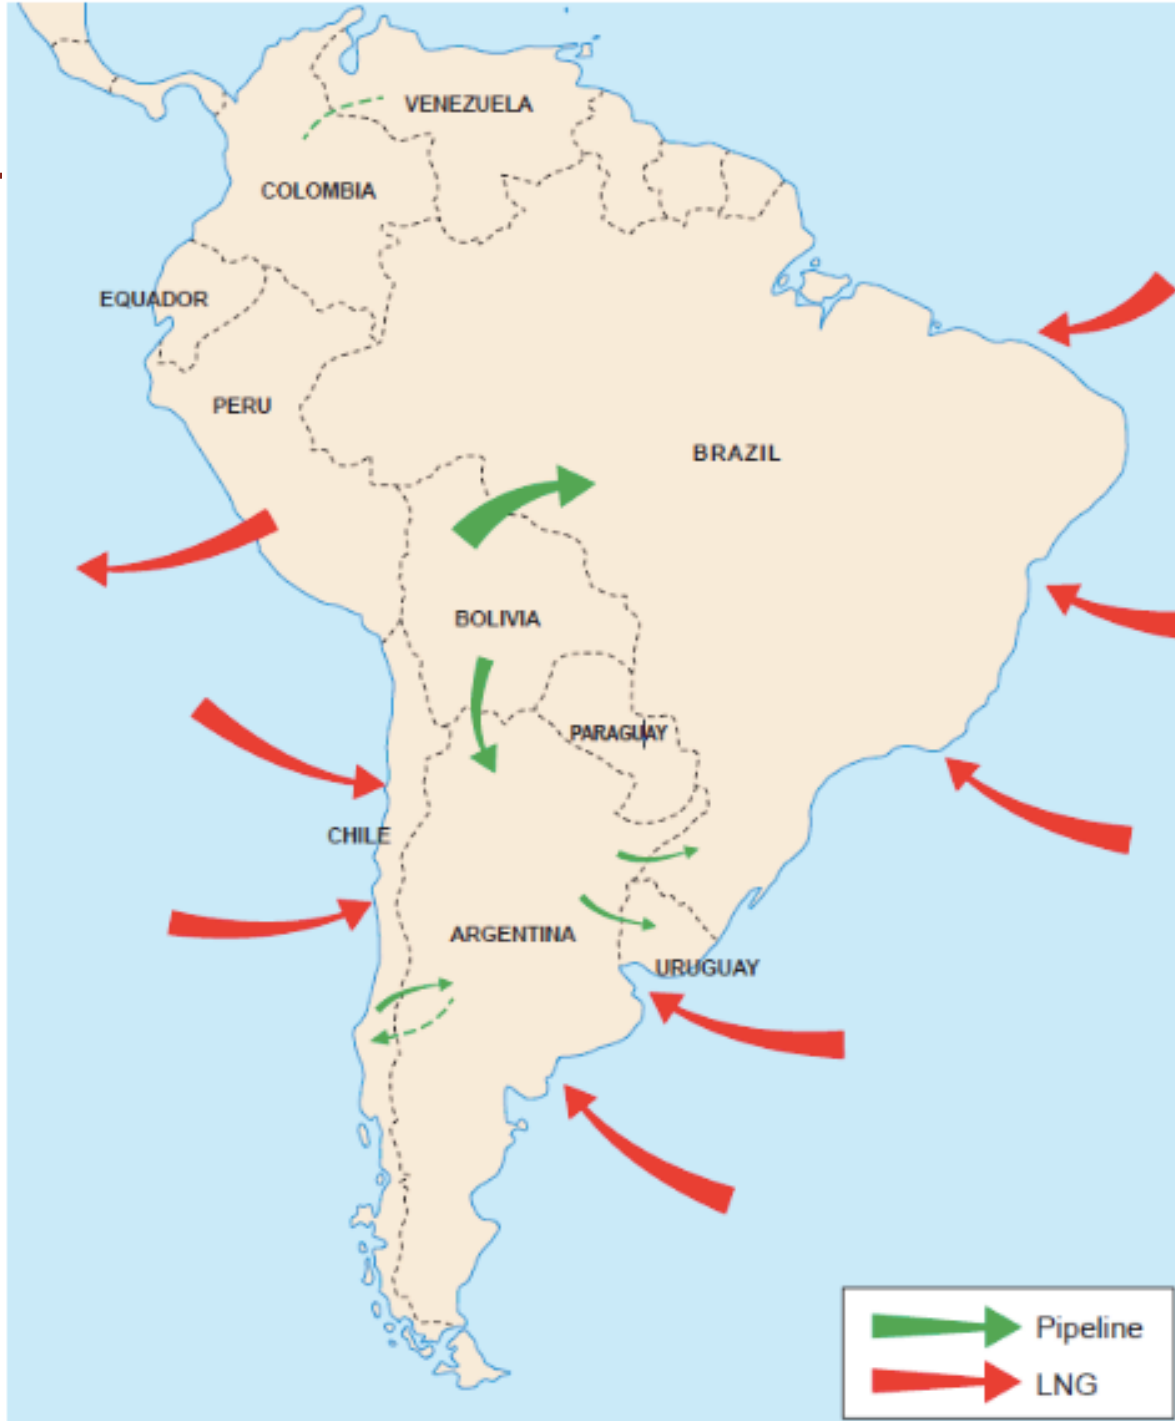 VENEZUELA
COLOMBIA
EQUADOR
PERU
BRAZIL
BOLIVIA
PARAGUAY
CHILE
ARGENTINA
URUGUAY
Pipeline
LNG